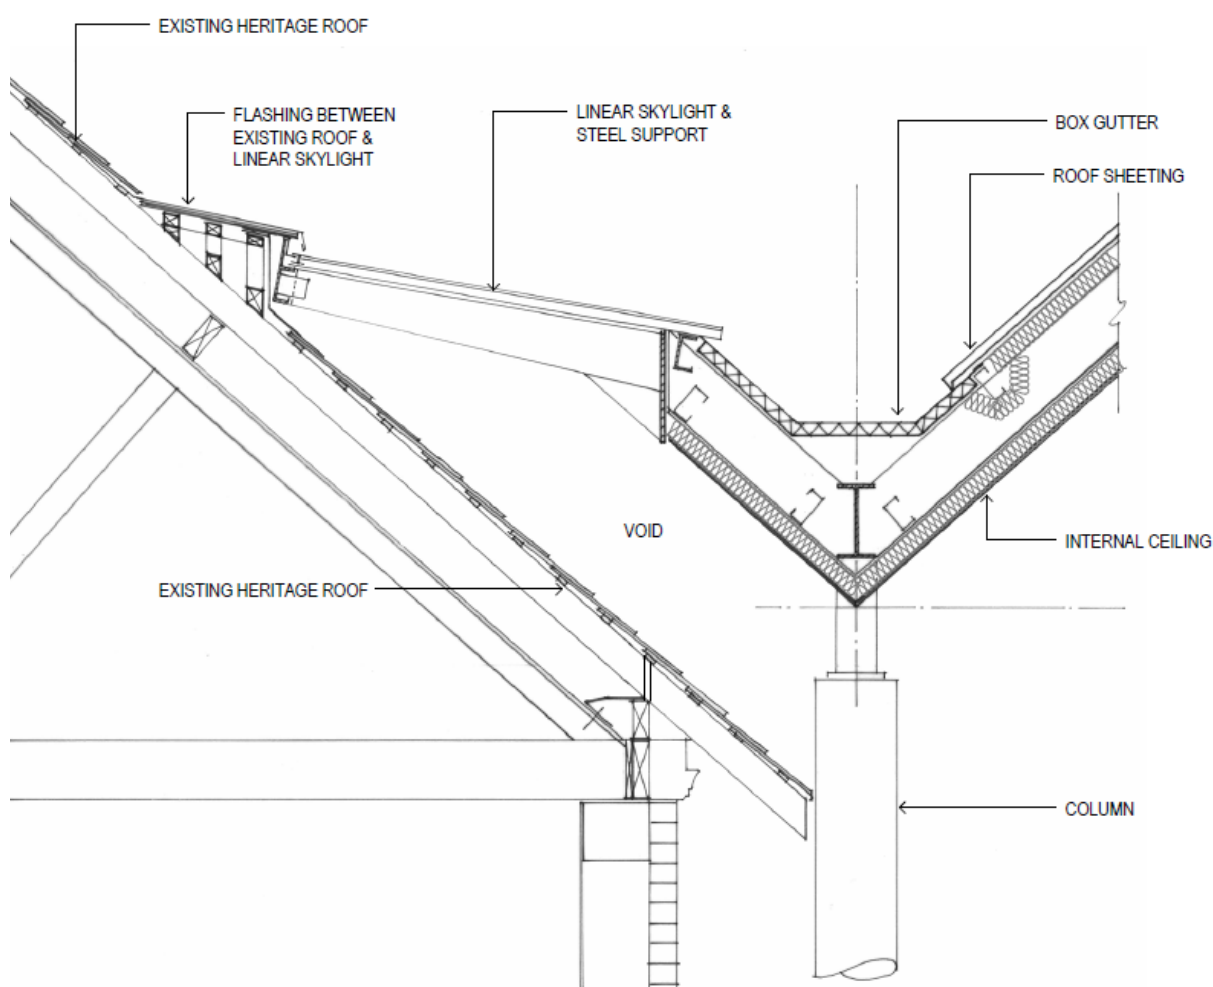 EXISTING HERITAGE ROOF
FLASHING BETWEEN
EXISTING ROOF &
LINEAR SKYLIGHT
LINEAR SKYLIGHT &
STEEL SUPPORT
BOX GUTTER
ROOF SHEETING
VOID
INTERNAL CEILING
EXISTING HERITAGE ROOF
COLUMN